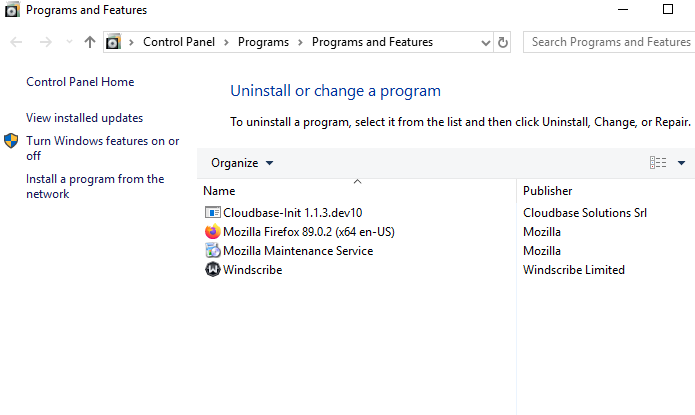 Programs and Features
Control Panel > Programs > Programs and Features
Search Programs and Features
Control Panel Home
View installed updates
Turn Windows features on or
off
Install a program from the
network
Uninstall or change a program
To uninstall a program, select it from the list and then click Uninstall, Change, or Repair.
Organize
Name Publisher
Cloudbase-Init 1.1.3.dev10 Cloudbase Solutions Srl
Mozilla Firefox 89.0.2 (x64 en-US) Mozilla
Mozilla Maintenance Service Mozilla
Windscribe Windscribe Limited